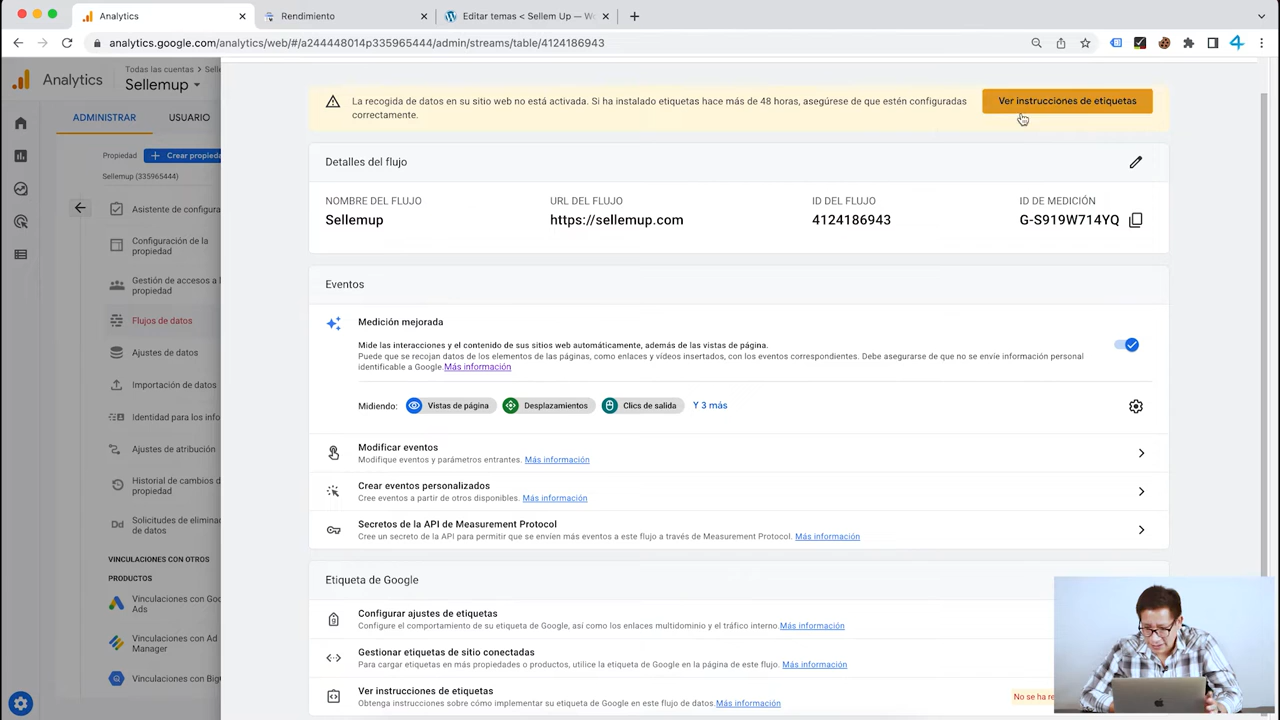 Analytics
Rendimiento
Editar temas < Sellem Up — W
analytics.google.com/analytics/web/#/a244448014p335965444/admin/streams/table/4124186943
Analytics
Todas las cuentas > Selle
Sellemup
ADMINISTRAR
USUARIO
Propiedad
+ Crear propieda
Sellemup (335965444)
Asistente de configura
Configuración de la
propiedad
Gestión de accesos a l
propiedad
Flujos de datos
Ajustes de datos
Importación de datos
Identidad para los info
Ajustes de atribución
Historial de cambios d
propiedad
Dd
Solicitudes de elimina
de datos
VINCULACIONES CON OTROS
PRODUCTOS
Vinculaciones con Goo
Ads
Vinculaciones con Ad
Manager
Vinculaciones con Big
La recogida de datos en su sitio web no está activada. Si ha instalado etiquetas hace más de 48 horas, asegúrese de que estén configuradas
correctamente.
Ver instrucciones de etiquetas
Detalles del flujo
NOMBRE DEL FLUJO
Sellemup
URL DEL FLUJO
https://sellemup.com
ID DEL FLUJO
4124186943
ID DE MEDICIÓN
G-S919W714YQ
Eventos
Medición mejorada
Mide las interacciones y el contenido de sus sitios web automáticamente, además de las vistas de página.
Puede que se recojan datos de los elementos de las páginas, como enlaces y vídeos insertados, con los eventos correspondientes. Debe asegurarse de que no se envíe información personal
identificable a Google.Más información
Midiendo:
Vistas de página
Desplazamientos
Clics de salida
Y 3 más
Modificar eventos
Modifique eventos y parámetros entrantes. Más información
Crear eventos personalizados
Cree eventos a partir de otros disponibles. Más información
Secretos de la API de Measurement Protocol
Cree un secreto de la API para permitir que se envíen más eventos a este flujo a través de Measurement Protocol. Más información
Etiqueta de Google
Configurar ajustes de etiquetas
Configure el comportamiento de su etiqueta de Google, así como los enlaces multidominio y el tráfico interno.Más información
Gestionar etiquetas de sitio conectadas
Para cargar etiquetas en más propiedades o productos, utilice la etiqueta de Google en la página de este flujo. Más información
Ver instrucciones de etiquetas
Obtenga instrucciones sobre cómo implementar su etiqueta de Google en este flujo de datos.Más información
No se ha re